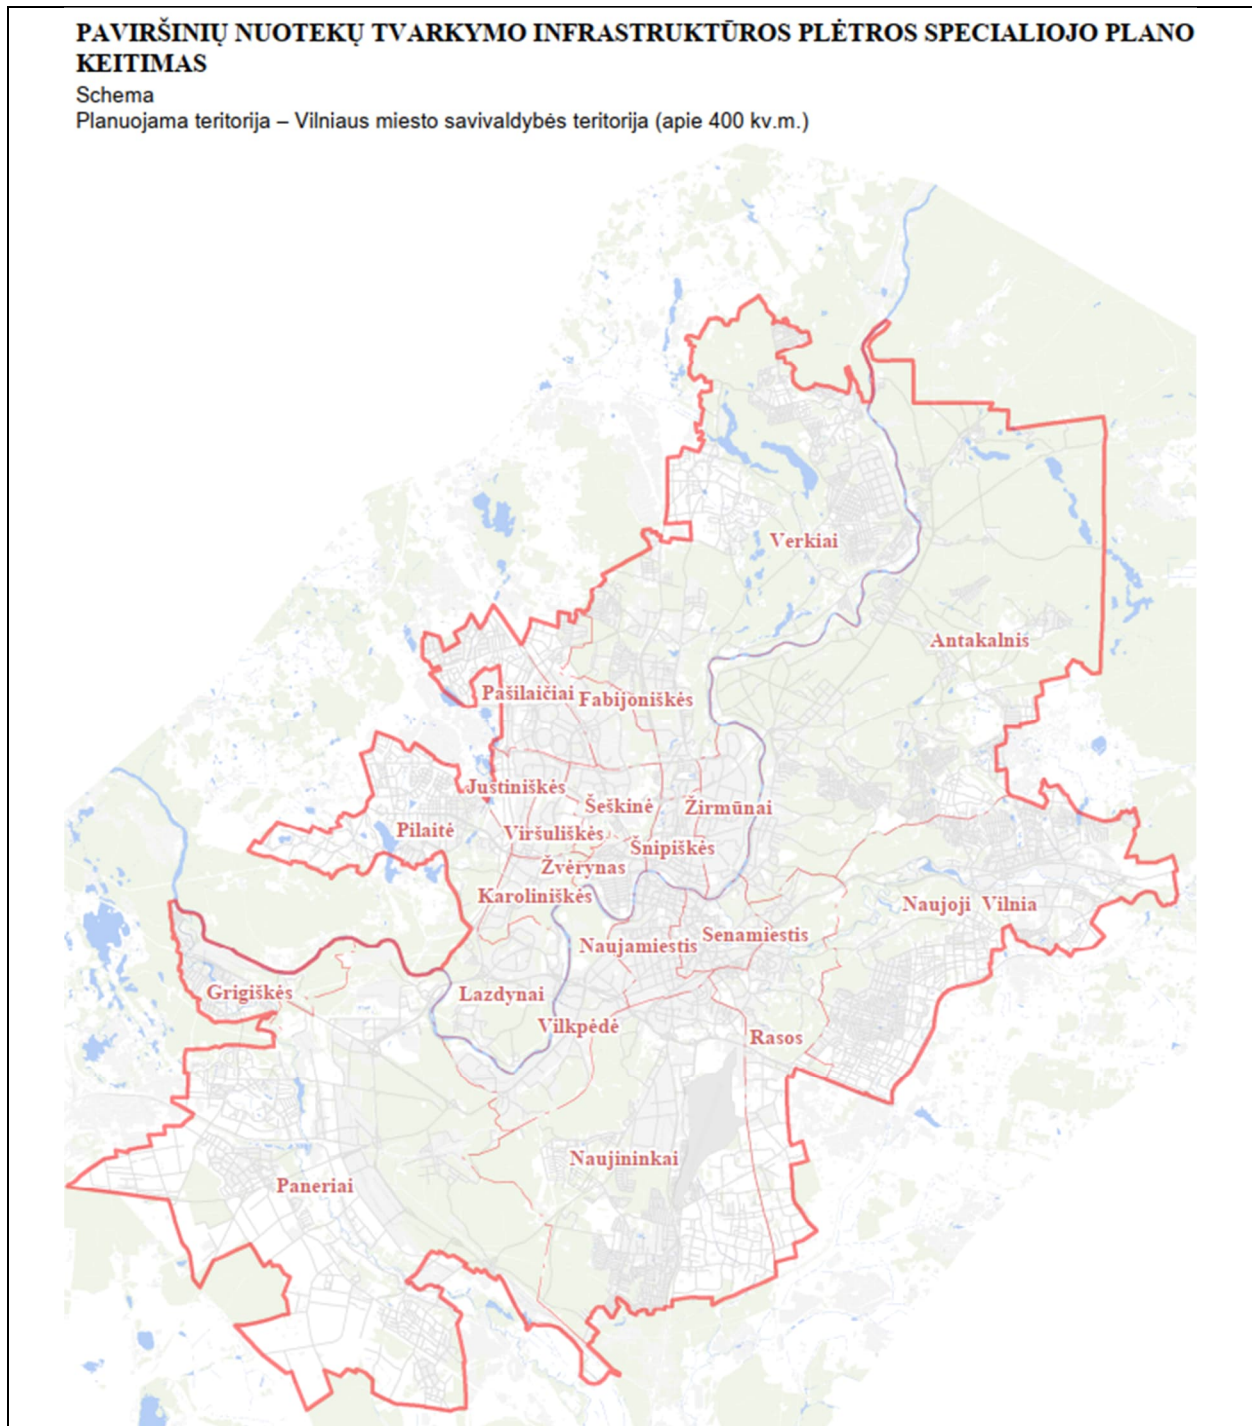 PAVIRŠINIŲ NUOTEKŲ TVARKYMO INFRASTRUKTŪROS PLĖTROS SPECIALIOJO PLANO
KEITIMAS
Schema
Planuojama teritorija – Vilniaus miesto savivaldybės teritorija (apie 400 kv.m.)
Verkiai
Antakalnis
Pašilaičiai
Fabijoniškės
Justiniškės
Šeškinė
Žirmūnai
Pilaitė
Viršuliškės
Šnipiškės
Žvėrynas
Karoliniškės
Naujoji Vilnia
Naujamiestis
Senamiestis
Grigiškės
Lazdynai
Vilkpėdė
Rasos
Naujininkai
Paneriai